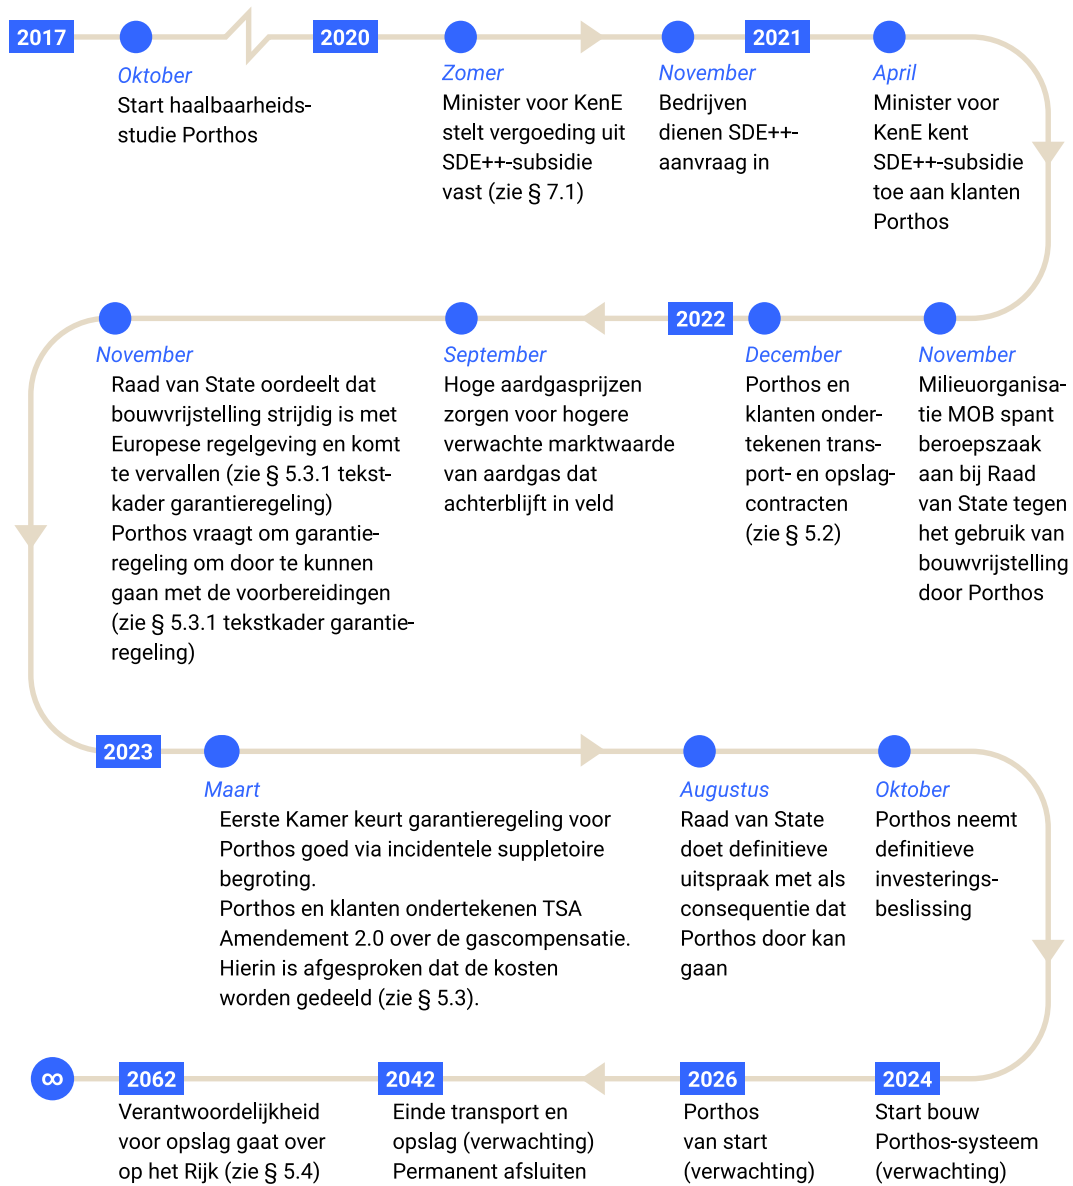 2017
Oktober
Start haalbaarheids-
studie Porthos
2020
Zomer
Minister voor KenE
stelt vergoeding uit
SDE++-subsidie
vast (zie § 7.1)
November
Bedrijven
dienen SDE++-
aanvraag in
2021
April
Minister voor
KenE kent
SDE++-subsidie
toe aan klanten
Porthos
November
Milieuorganisa-
tie MOB spant
beroepszaak
aan bij Raad
van State tegen
het gebruik van
bouwvrijstelling
door Porthos
December
Porthos en
klanten onder-
tekenen trans-
port- en opslag-
contracten
(zie § 5.2)
2022
September
Hoge aardgasprijzen
zorgen voor hogere
verwachte marktwaarde
van aardgas dat
achterblijft in veld
November
Raad van State oordeelt dat
bouwvrijstelling strijdig is met
Europese regelgeving en komt
te vervallen (zie § 5.3.1 tekst-
kader garantieregeling)
Porthos vraagt om garantie-
regeling om door te kunnen
gaan met de voorbereidingen
(zie § 5.3.1 tekstkader garantie-
regeling)
2023
Maart
Eerste Kamer keurt garantieregeling voor
Porthos goed via incidentele suppletoire
begroting.
Porthos en klanten ondertekenen TSA
Amendement 2.0 over de gascompensatie.
Hierin is afgesproken dat de kosten
worden gedeeld (zie § 5.3).
Augustus
Raad van State
doet definitieve
uitspraak met als
consequentie dat
Porthos door kan
gaan
Oktober
Porthos neemt
definitieve
investerings-
beslissing
2024
Start bouw
Porthos-systeem
(verwachting)
2026
Porthos
van start
(verwachting)
2042
Einde transport en
opslag (verwachting)
Permanent afsluiten
2062
Verantwoordelijkheid
voor opslag gaat over
op het Rijk (zie § 5.4)
∞